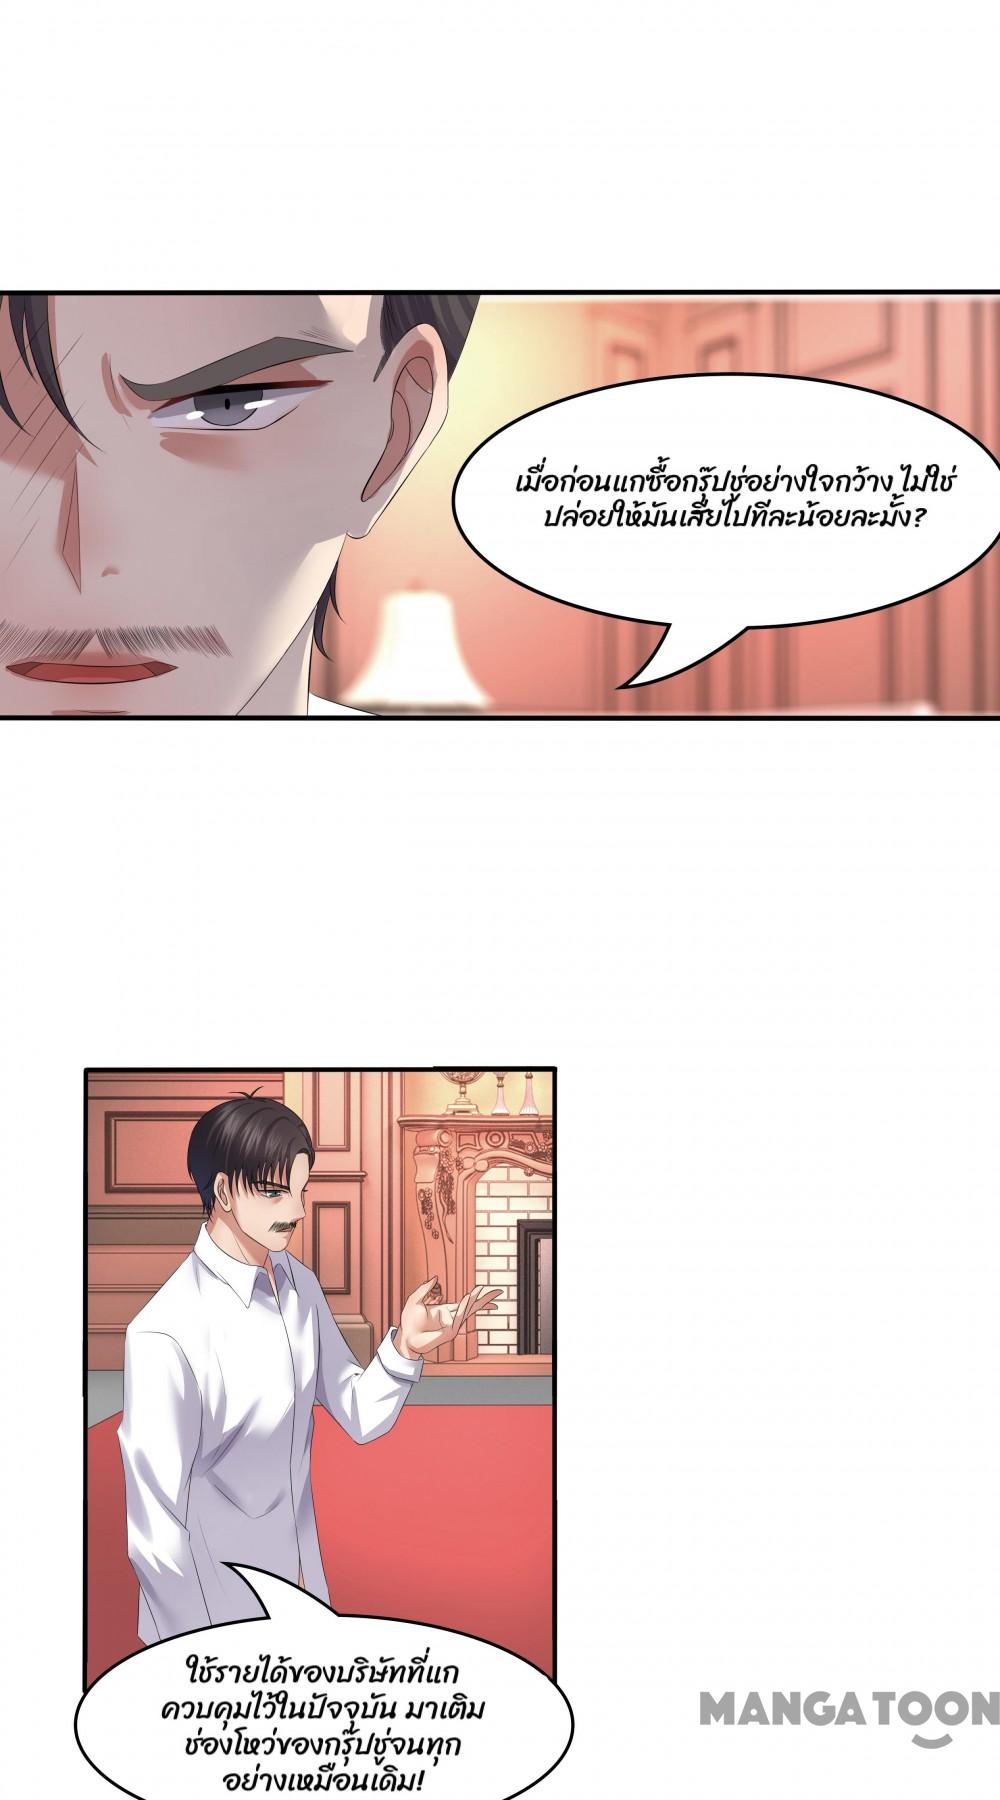 เมื่อก่อนแกซื้อกรุ๊ปชู่อย่างใจกว้าง ไม่ใช่
ปล่อยให้มันเสียไปทีละน้อยละมั้ง?
ใช้รายได้ของบริษัทที่แก
ควบคุมไว้ในปัจจุบัน มาเติม
ช่องโหว่ของกรุ๊ปชู่จนทุก
อย่างเหมือนเดิม!
MANGATOON